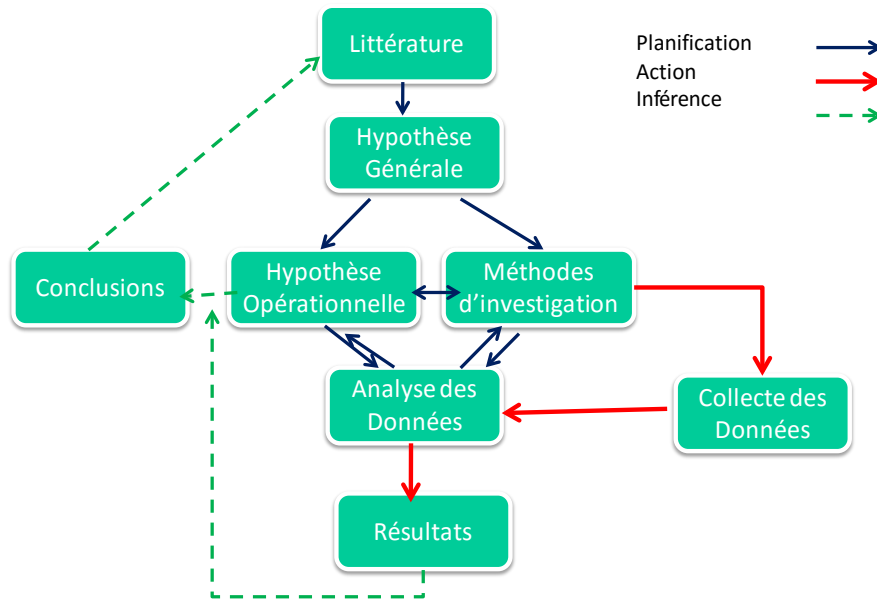 Littérature
Planification
Action
Inférence
Hypothèse
Générale
Conclusions
Hypothèse
Opérationnelle
Méthodes
d'investigation
Analyse des
Données
Collecte des
Données
Résultats